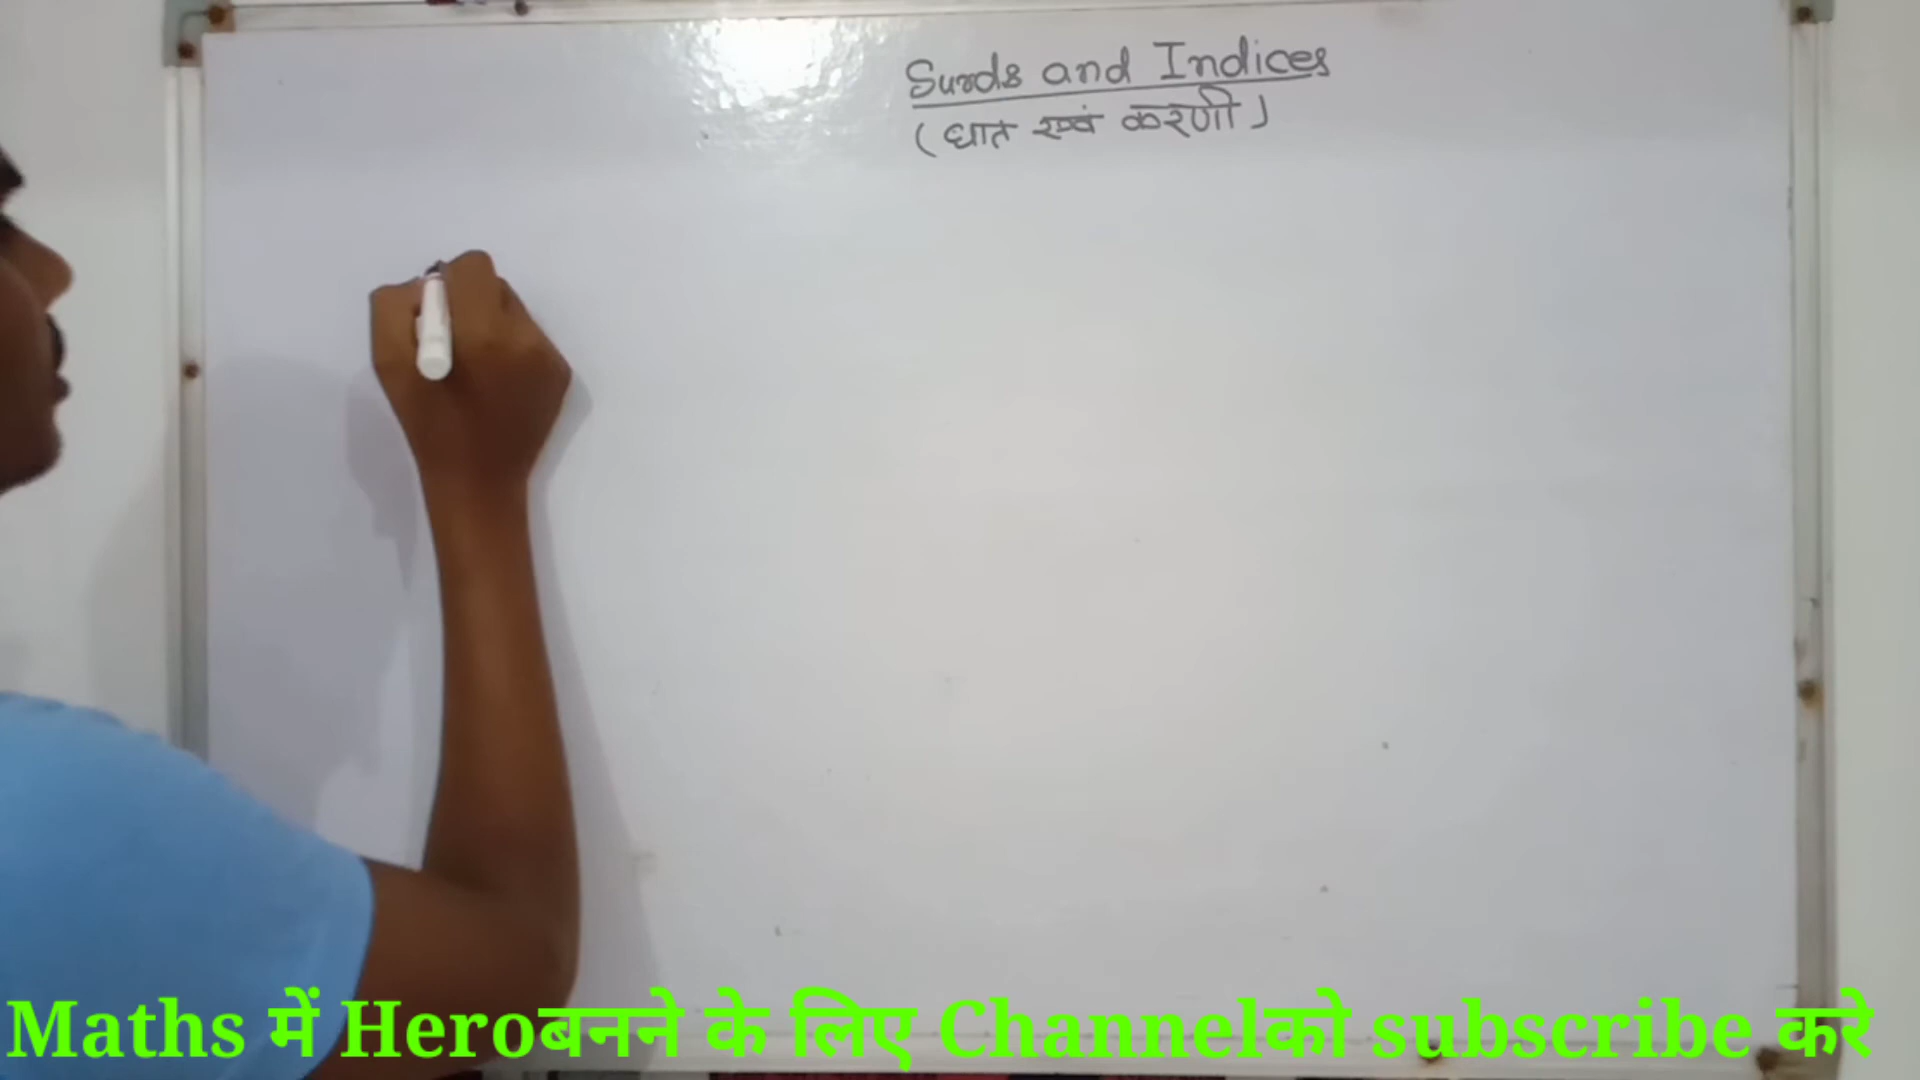 Surds and Indices
(घात एवं करणी)
Maths में Heroबनने के लिए Channelको subscribe करे